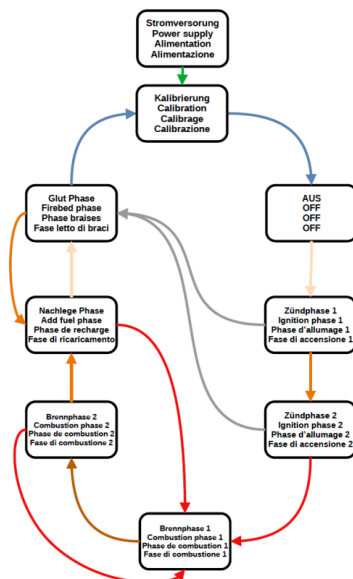 Stromversorung
Power supply
Alimentation
Alimentazione
Kalibrierung
Calibration
Calibrage
Calibrazione
Glut Phase
Firebed phase
Phase braises
Fase letto di braci
AUS
OFF
OFF
OFF
Nachlege Phase
Add fuel phase
Phase de recharge
Fase di ricaricamento
Zündphase 1
Ignition phase 1
Phase d'allumage 1
Fase di accensione 1
Brennphase 2
Combustion phase 2
Phase de combustion 2
Fase di combustione 2
Zündphase 2
Ignition phase 2
Phase d'allumage 2
Fase di accensione 2
Brennphase 1
Combustion phase 1
Phase de combustion 1
Fase di combustione 1